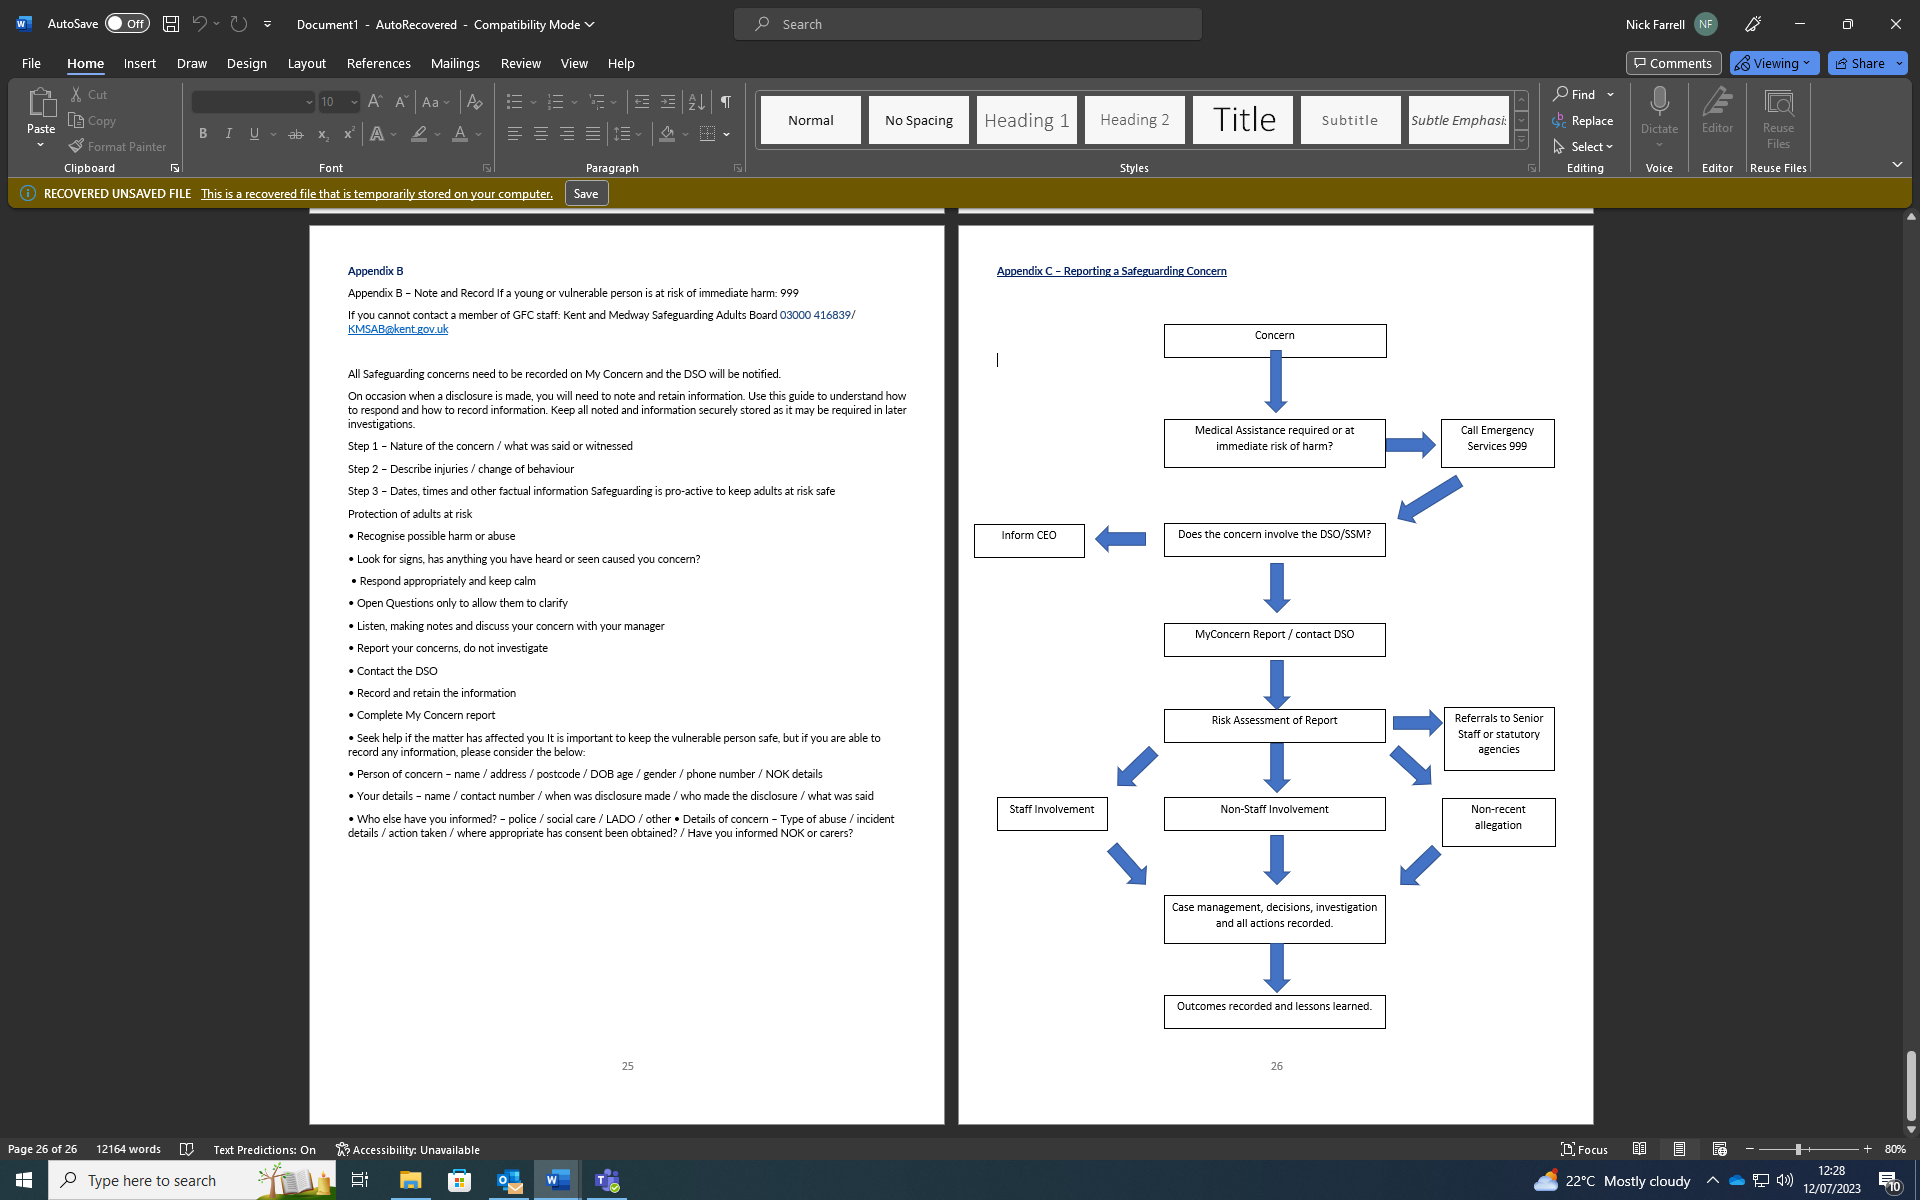 AutoSave Off Document1 - AutoRecovered - Compatibility Mode Search Nick Farrell NF
File Home Insert Draw Design Layout References Mailings Review View Help Comments Viewing Share
Paste Cut Copy Format Painter
10 Aa
Normal No Spacing Heading 1 Heading 2 Title Subtitle Subtle Emphasis
Find Replace Select
Dictate Editor Reuse Files
Clipboard Font Paragraph Styles Editing Voice Editor Reuse Files
RECOVERED UNSAVED FILE This is a recovered file that is temporarily stored on your computer. Save
Appendix B
Appendix B – Note and Record If a young or vulnerable person is at risk of immediate harm: 999
If you cannot contact a member of GFC staff: Kent and Medway Safeguarding Adults Board 03000 416839/
KMSAB@kent.gov.uk
All Safeguarding concerns need to be recorded on My Concern and the DSO will be notified.
On occasion when a disclosure is made, you will need to note and retain information. Use this guide to understand how
to respond and how to record information. Keep all noted and information securely stored as it may be required in later
investigations.
Step 1 – Nature of the concern / what was said or witnessed
Step 2 – Describe injuries / change of behaviour
Step 3 – Dates, times and other factual information Safeguarding is pro-active to keep adults at risk safe
Protection of adults at risk
• Recognise possible harm or abuse
• Look for signs, has anything you have heard or seen caused you concern?
• Respond appropriately and keep calm
• Open Questions only to allow them to clarify
• Listen, making notes and discuss your concern with your manager
• Report your concerns, do not investigate
• Contact the DSO
• Record and retain the information
• Complete My Concern report
• Seek help if the matter has affected you It is important to keep the vulnerable person safe, but if you are able to
record any information, please consider the below:
• Person of concern – name / address / postcode / DOB age / gender / phone number / NOK details
• Your details – name / contact number / when was disclosure made / who made the disclosure / what was said
• Who else have you informed? – police / social care / LADO / other • Details of concern – Type of abuse / incident
details / action taken / where appropriate has consent been obtained? / Have you informed NOK or carers?
25
Appendix C – Reporting a Safeguarding Concern
Concern
Medical Assistance required or at
immediate risk of harm?
Call Emergency
Services 999
Inform CEO
Does the concern involve the DSO/SSM?
MyConcern Report / contact DSO
Risk Assessment of Report
Referrals to Senior
Staff or statutory
agencies
Staff Involvement
Non-Staff Involvement
Non-recent
allegation
Case management, decisions, investigation
and all actions recorded.
Outcomes recorded and lessons learned.
26
Page 26 of 26 12164 words Text Predictions: On Accessibility: Unavailable Focus 80%
Type here to search 22°C Mostly cloudy 12:28
12/07/2023 10